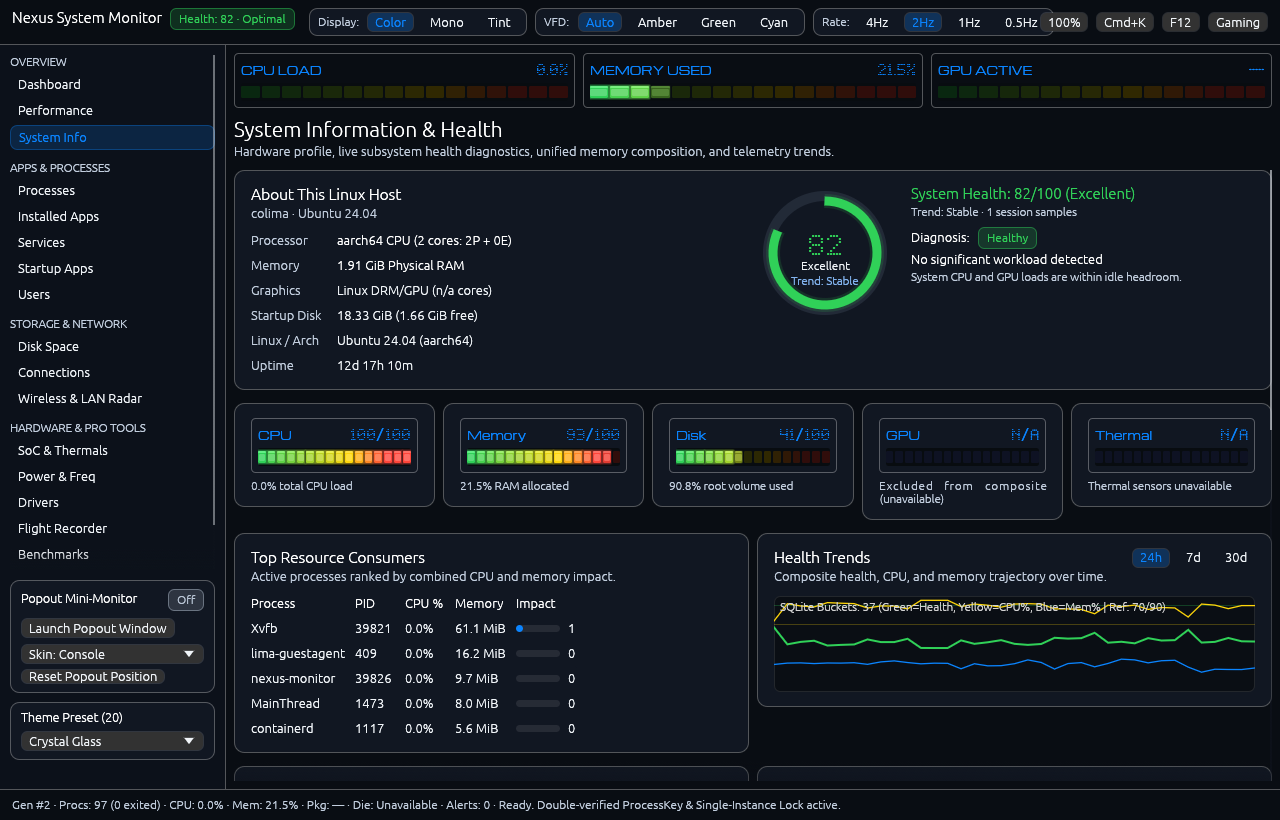 Nexus System Monitor
Health: 82 · Optimal
Display: Color Mono Tint
VFD: Auto Amber Green Cyan
Rate: 4Hz 2Hz 1Hz 0.5Hz
100% Cmd+K F12 Gaming
OVERVIEW
Dashboard
Performance
System Info
APPS & PROCESSES
Processes
Installed Apps
Services
Startup Apps
Users
STORAGE & NETWORK
Disk Space
Connections
Wireless & LAN Radar
HARDWARE & PRO TOOLS
SoC & Thermals
Power & Freq
Drivers
Flight Recorder
Benchmarks
Popout Mini-Monitor Off
Launch Popout Window
Skin: Console
Reset Popout Position
Theme Preset (20)
Crystal Glass
CPU LOAD 0.0%
MEMORY USED 21.5%
GPU ACTIVE —
System Information & Health
Hardware profile, live subsystem health diagnostics, unified memory composition, and telemetry trends.
About This Linux Host
colima · Ubuntu 24.04
Processor aarch64 CPU (2 cores: 2P + 0E)
Memory 1.91 GiB Physical RAM
Graphics Linux DRM/GPU (n/a cores)
Startup Disk 18.33 GiB (1.66 GiB free)
Linux / Arch Ubuntu 24.04 (aarch64)
Uptime 12d 17h 10m
82
Excellent
Trend: Stable
System Health: 82/100 (Excellent)
Trend: Stable · 1 session samples
Diagnosis: Healthy
No significant workload detected
System CPU and GPU loads are within idle headroom.
CPU 100/100
0.0% total CPU load
Memory 93/100
21.5% RAM allocated
Disk 41/100
90.8% root volume used
GPU N/A
Excluded from composite
(unavailable)
Thermal N/A
Thermal sensors unavailable
Top Resource Consumers
Active processes ranked by combined CPU and memory impact.
Process PID CPU % Memory Impact
Xvfb 39821 0.0% 61.1 MiB 1
lima-guestagent 409 0.0% 16.2 MiB 0
nexus-monitor 39826 0.0% 9.7 MiB 0
MainThread 1473 0.0% 8.0 MiB 0
containerd 1117 0.0% 5.6 MiB 0
Health Trends 24h 7d 30d
Composite health, CPU, and memory trajectory over time.
SQLite Buckets: 37 (Green=Health, Yellow=CPU%, Blue=Mem% | Ref: 70/90)
Gen #2 · Procs: 97 (0 exited) · CPU: 0.0% · Mem: 21.5% · Pkg: — · Die: Unavailable · Alerts: 0 · Ready. Double-verified ProcessKey & Single-Instance Lock active.